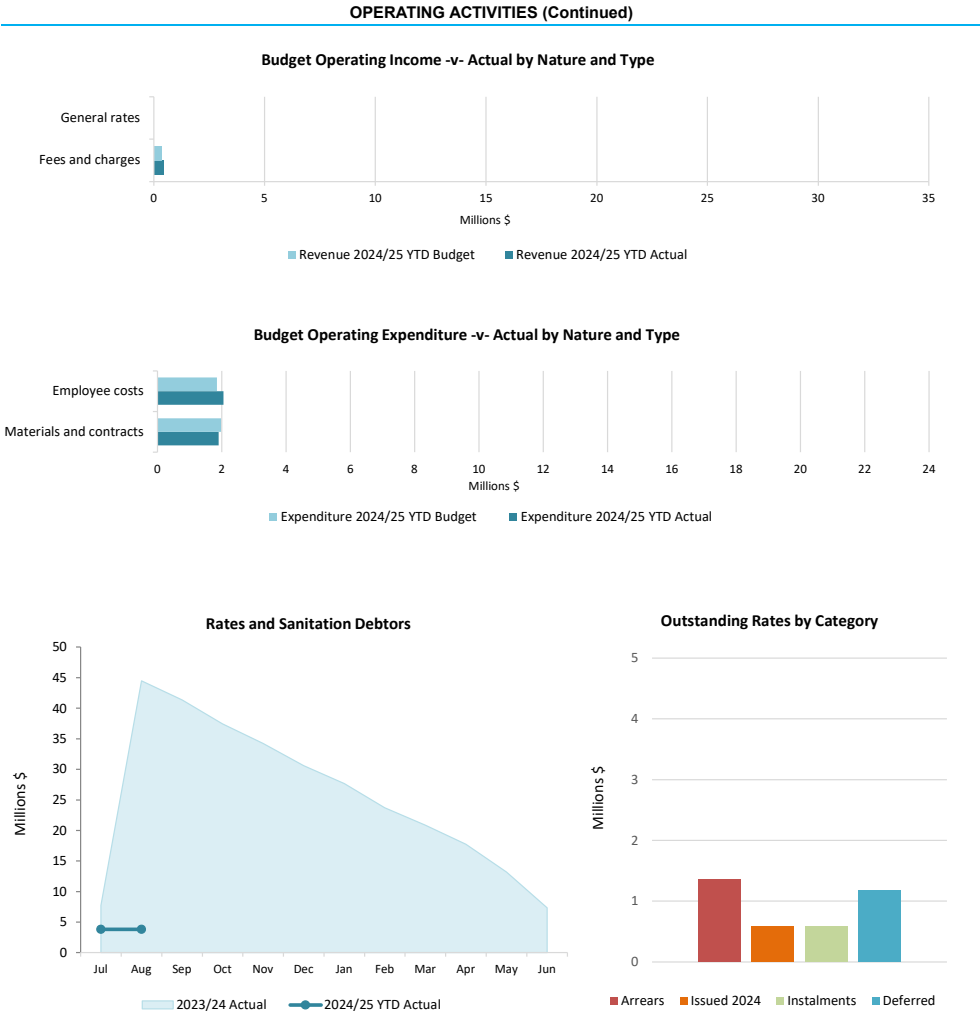 OPERATING ACTIVITIES (Continued)
Budget Operating Income -v- Actual by Nature and Type
General rates
Fees and charges
0 5 10 15 20 25 30 35
Millions $
Revenue 2024/25 YTD Budget Revenue 2024/25 YTD Actual
Budget Operating Expenditure -v- Actual by Nature and Type
Employee costs
Materials and contracts
0 2 4 6 8 10 12 14 16 18 20 22 24
Millions $
Expenditure 2024/25 YTD Budget Expenditure 2024/25 YTD Actual
Rates and Sanitation Debtors
50
45
40
35
30
25
20
15
10
5
0
Millions $
Jul Aug Sep Oct Nov Dec Jan Feb Mar Apr May Jun
2023/24 Actual 2024/25 YTD Actual
Outstanding Rates by Category
5
4
3
2
1
0
Millions $
Arrears Issued 2024 Instalments Deferred